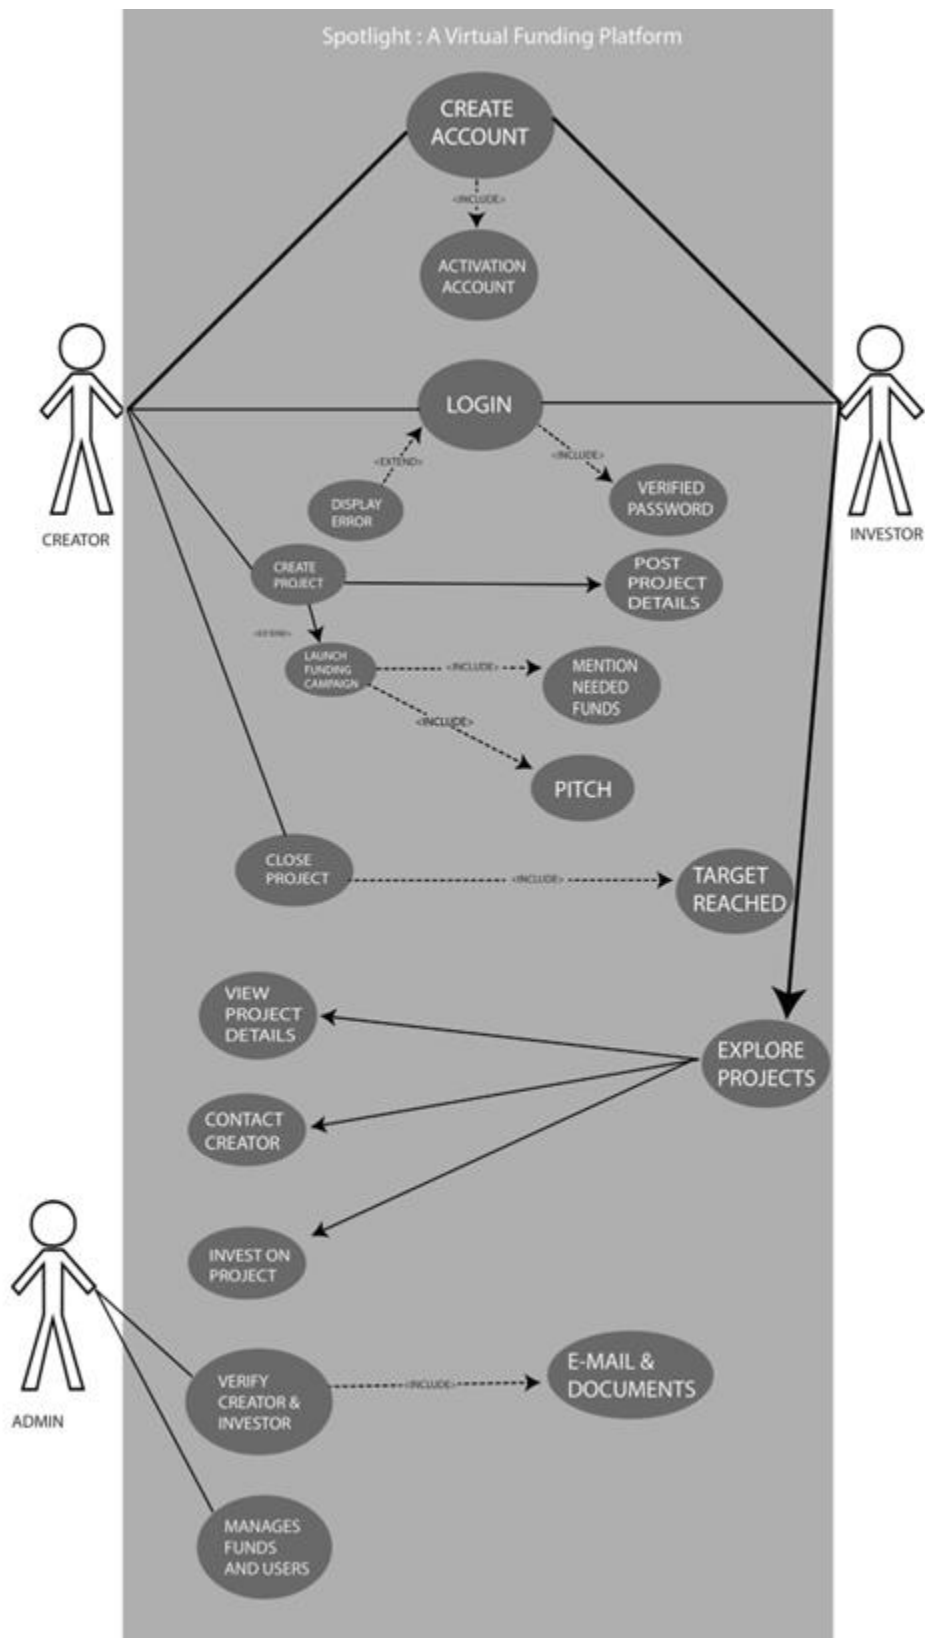 Spotlight : A Virtual Funding Platform
CREATE
ACCOUNT
<INCLUDE>
ACTIVATION
ACCOUNT
LOGIN
<EXTEND>
<INCLUDE>
DISPLAY
ERROR
VERIFIED
PASSWORD
CREATOR
INVESTOR
CREATE
PROJECT
POST
PROJECT
DETAILS
LAUNCH
FUNDING
CAMPAIGN
<INCLUDE>
MENTION
NEEDED
FUNDS
<INCLUDE>
PITCH
CLOSE
PROJECT
<INCLUDE>
TARGET
REACHED
VIEW
PROJECT
DETAILS
EXPLORE
PROJECTS
CONTACT
CREATOR
INVEST ON
PROJECT
ADMIN
VERIFY
CREATOR &
INVESTOR
<INCLUDE>
E-MAIL &
DOCUMENTS
MANAGES
FUNDS
AND USERS